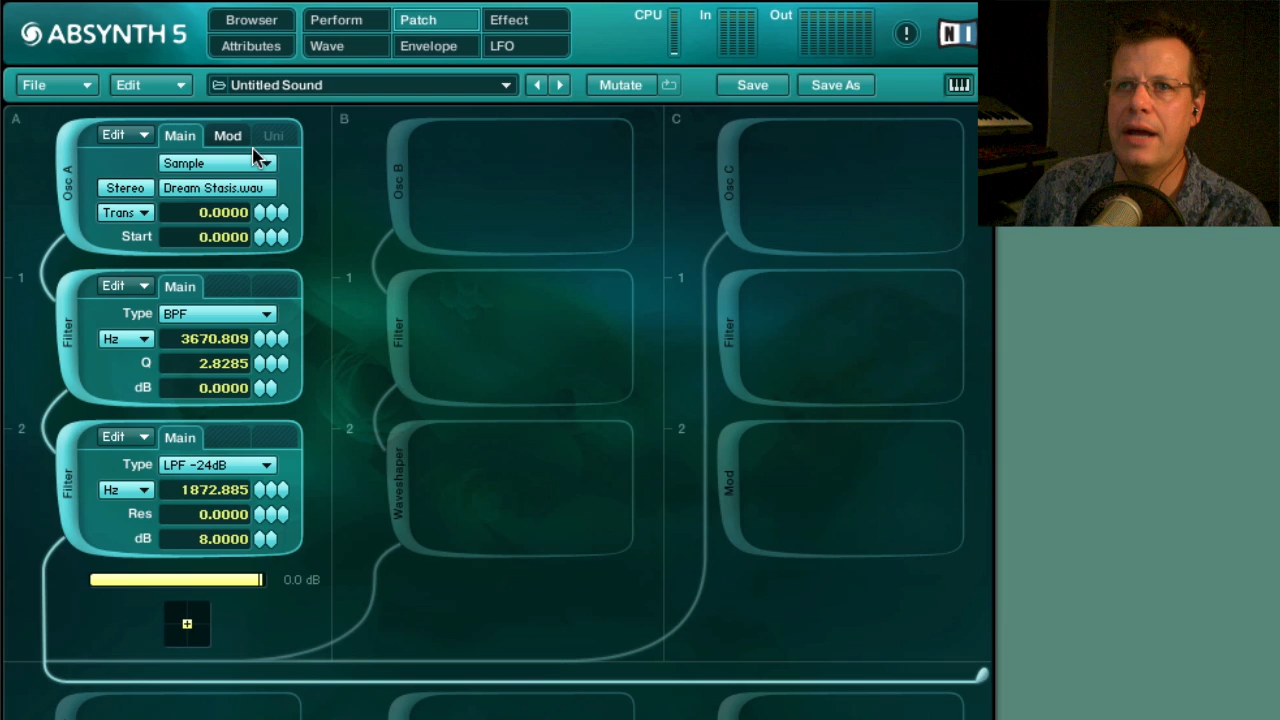 ABSYNTH 5
Browser
Attributes
Perform
Patch
Effect
Wave
Envelope
LFO
CPU
In
Out
!
NI
File
Edit
Untitled Sound
Mutate
Save
Save As
A
B
C
Osc A
Edit
Main
Mod
Uni
Sample
Stereo
Dream Stasis.wav
Trans
0.0000
Start
0.0000
Osc B
Osc C
1
1
1
Filter
Edit
Main
Type
BPF
Hz
3670.809
Q
2.8285
dB
0.0000
Filter
Filter
2
2
2
Filter
Edit
Main
Type
LPF -24dB
Hz
1872.885
Res
0.0000
dB
8.0000
Waveshaper
Mod
0.0 dB